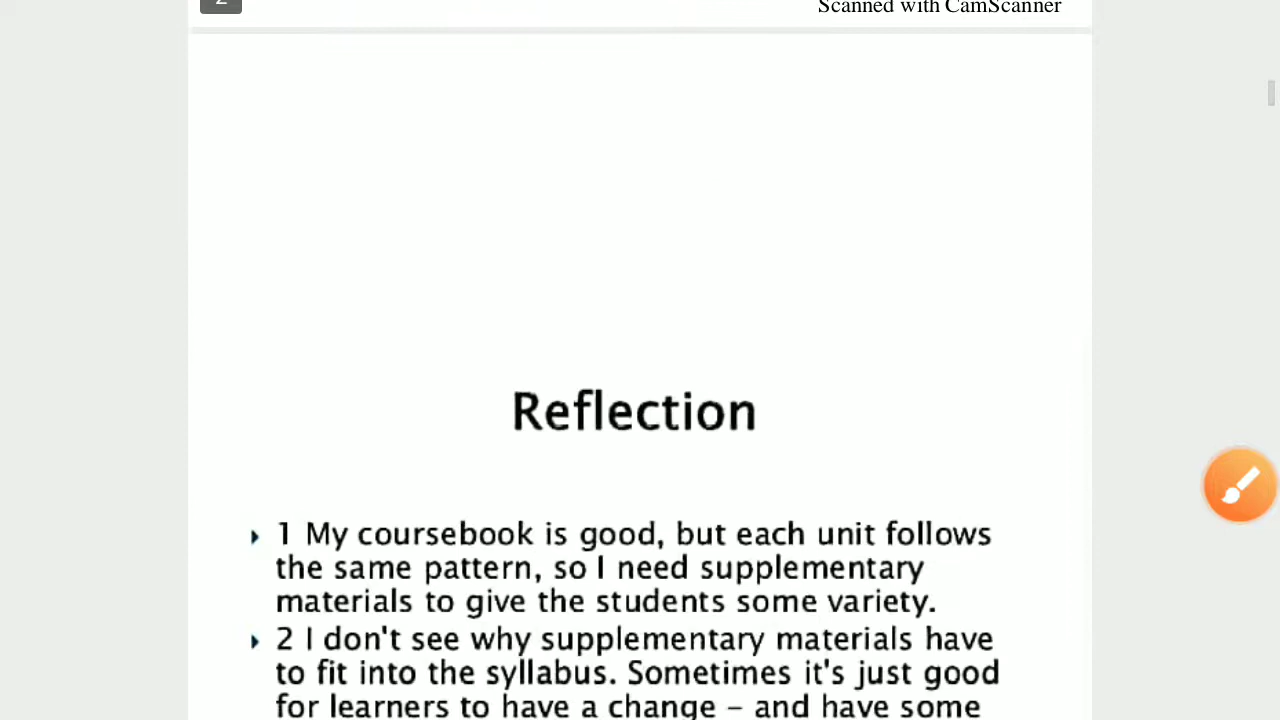 2
Scanned with CamScanner
Reflection
1 My coursebook is good, but each unit follows
the same pattern, so I need supplementary
materials to give the students some variety.
2 I don't see why supplementary materials have
to fit into the syllabus. Sometimes it's just good
for learners to have a change – and have some